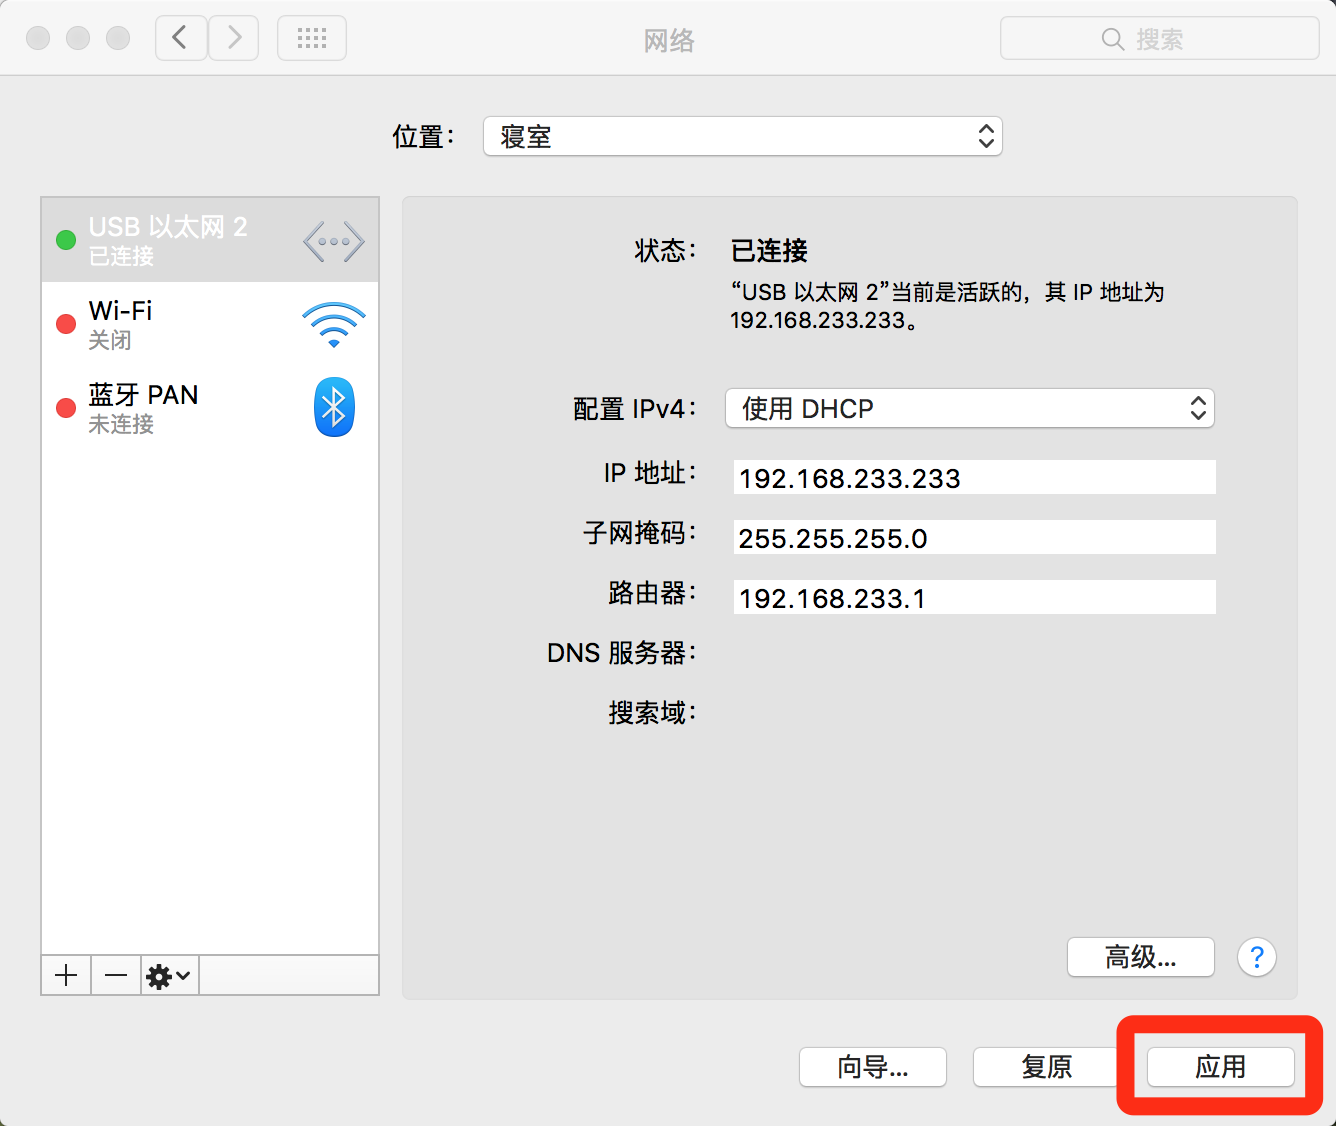 网络
搜索
位置：
寝室
USB 以太网 2
已连接
Wi-Fi
关闭
蓝牙 PAN
未连接
状态：
已连接
“USB 以太网 2”当前是活跃的，其 IP 地址为
192.168.233.233。
配置 IPv4：
使用 DHCP
IP 地址：
192.168.233.233
子网掩码：
255.255.255.0
路由器：
192.168.233.1
DNS 服务器：
搜索域：
高级...
?
向导...
复原
应用